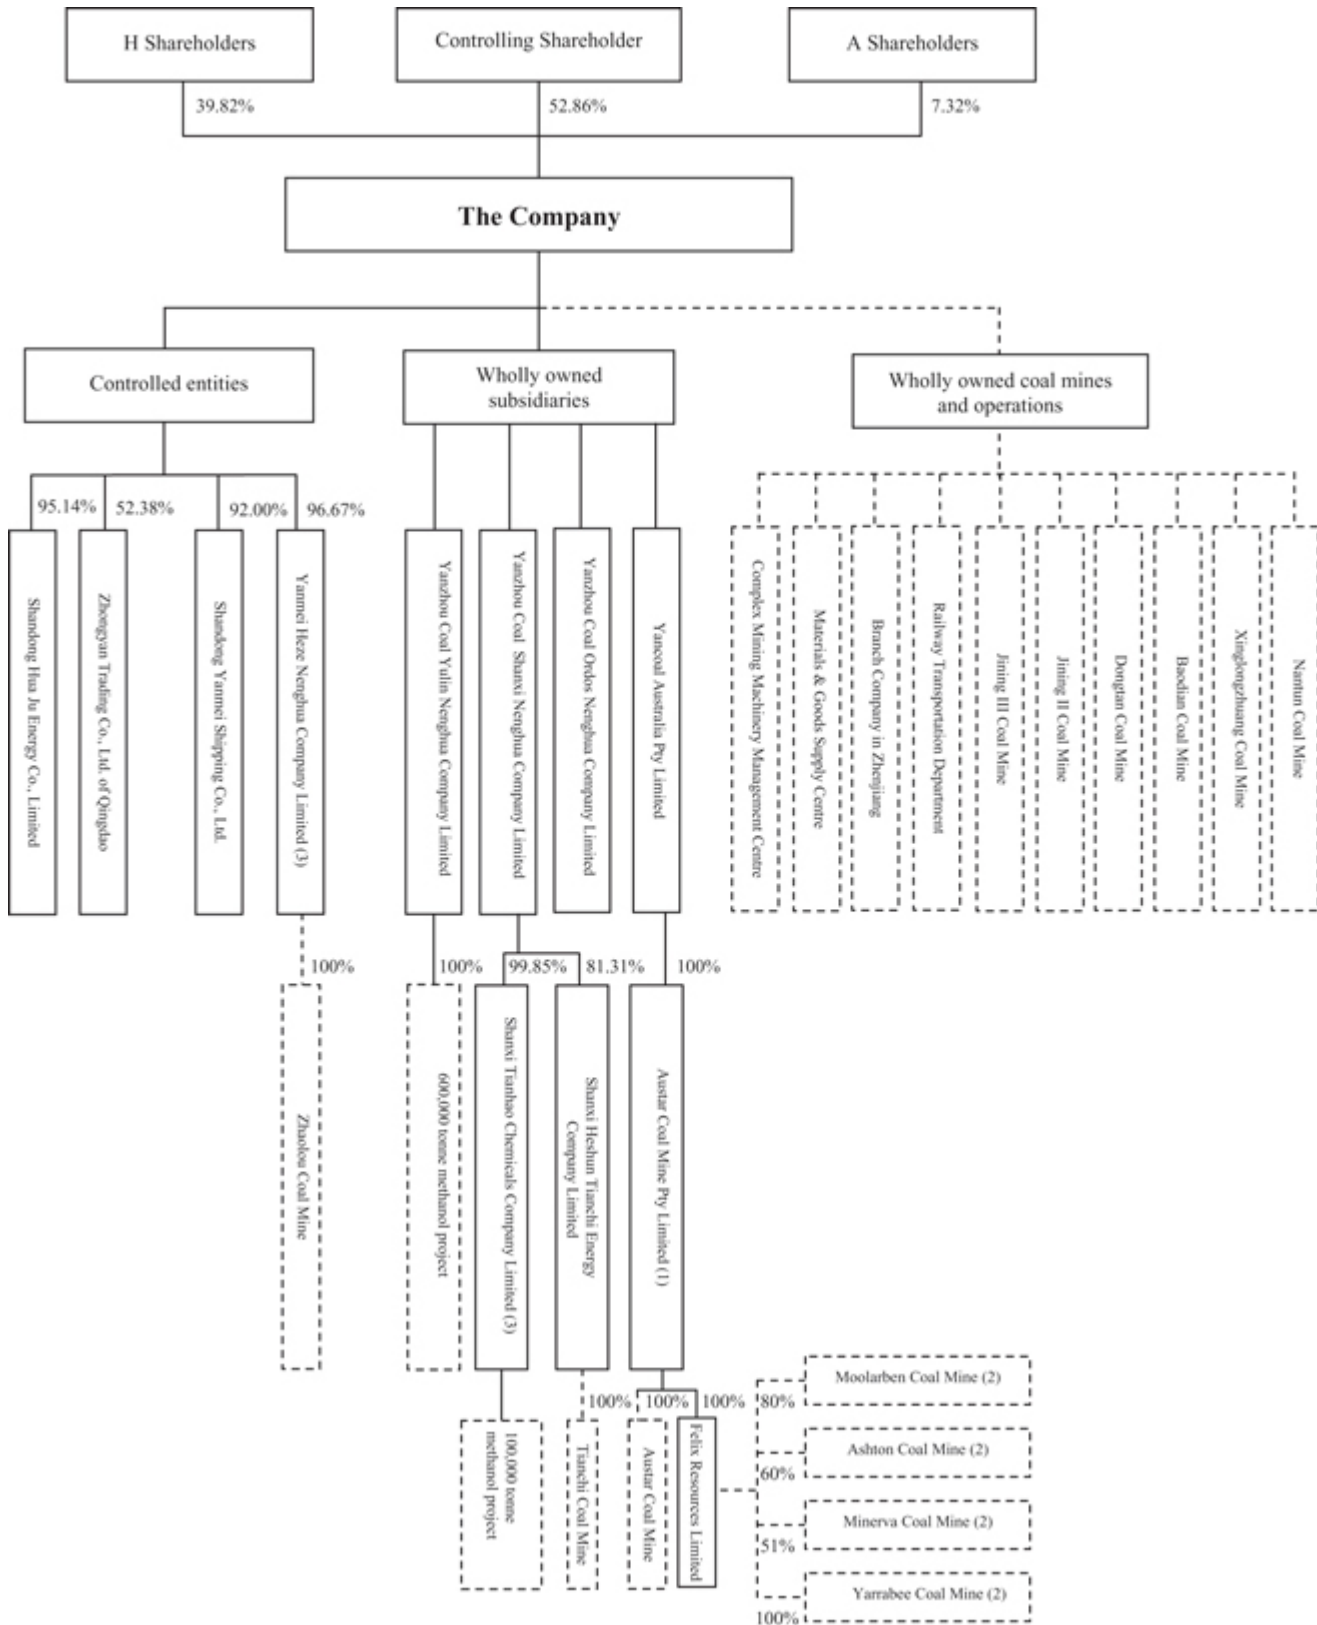 H Shareholders
Controlling Shareholder
A Shareholders
39.82%
52.86%
7.32%
The Company
Controlled entities
Wholly owned
subsidiaries
Wholly owned coal mines
and operations
95.14%
52.38%
92.00%
96.67%
Shandong Hua Ju Energy Co., Limited
Zhongyan Trading Co., Ltd. of Qingdao
Shandong Yanmei Shipping Co., Ltd.
Yanmei Heze Nenghua Company Limited (3)
Yanzhou Coal Yulin Nenghua Company Limited
Yanzhou Coal Shanxi Nenghua Company Limited
Yanzhou Coal Ordos Nenghua Company Limited
Yancoal Australia Pty Limited
Complex Mining Machinery Management Centre
Materials & Goods Supply Centre
Branch Company in Zhenjiang
Railway Transportation Department
Jining III Coal Mine
Jining II Coal Mine
Dongtan Coal Mine
Baodian Coal Mine
Xinglongzhuang Coal Mine
Nantun Coal Mine
100%
100%
99.85%
81.31%
100%
Zhaolou Coal Mine
600,000 tonne methanol project
Shanxi Tianhao Chemicals Company Limited (3)
Shanxi Heshun Tianchi Energy
Company Limited
Austar Coal Mine Pty Limited (1)
100%
100%
100%
100,000 tonne
methanol project
Tianchi Coal Mine
Austar Coal Mine
Felix Resources Limited
Moolarben Coal Mine (2)
80%
Ashton Coal Mine (2)
60%
Minerva Coal Mine (2)
51%
Yarrabee Coal Mine (2)
100%